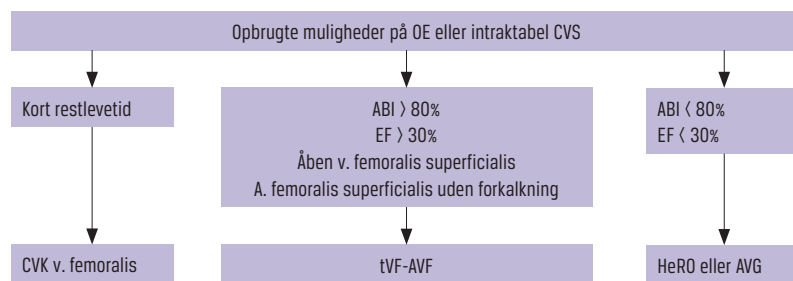 Opbrugte muligheder på OE eller intraktabel CVS
Kort restlevetid
ABI 〉 80%
EF 〉 30%
Åben v. femoralis superficialis
A. femoralis superficialis uden forkalkning
ABI 〈 80%
EF 〈 30%
CVK v. femoralis
tVF-AVF
HeRO eller AVG